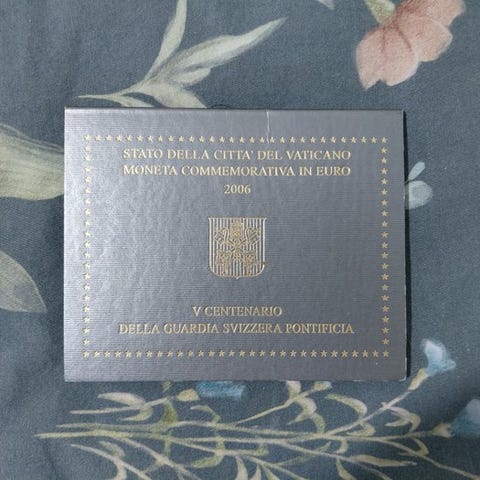 STATO DELLA CITTA' DEL VATICANO
MONETA COMMEMORATIVA IN EURO
2006
V CENTENARIO
DELLA GUARDIA SVIZZERA PONTIFICIA